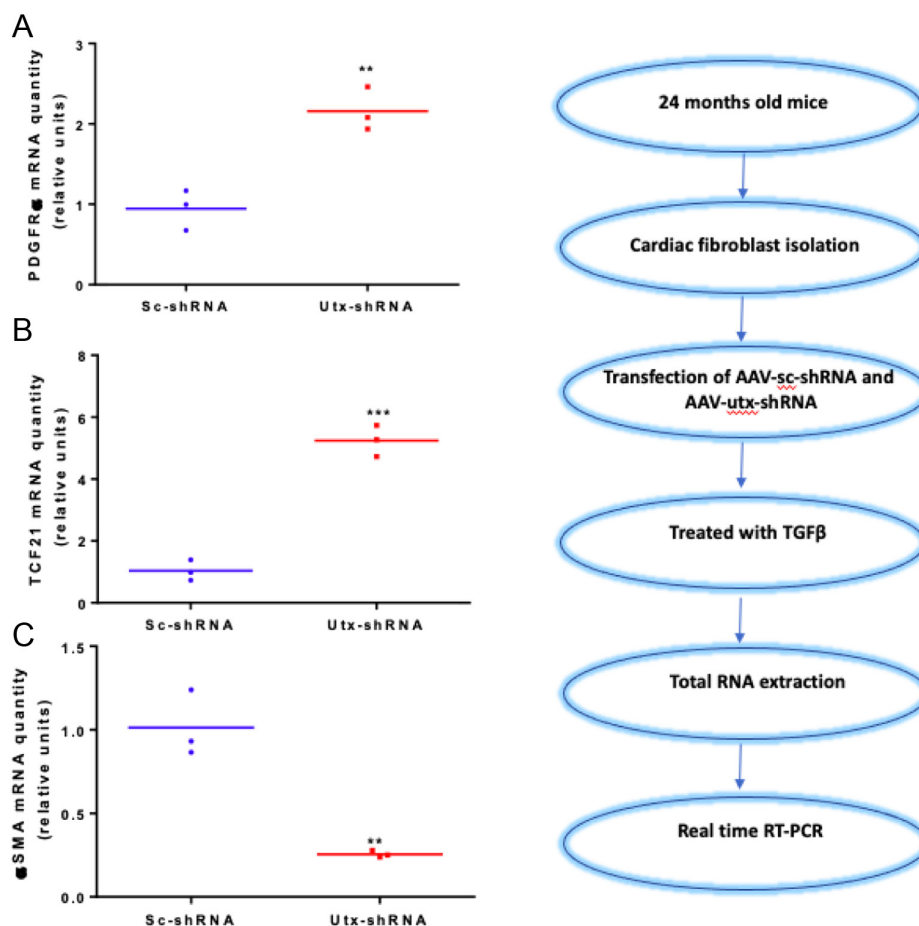 A
PDGFR mRNA quantity
(relative units)
3
2
1
0
**
Sc-shRNA
Utx-shRNA
B
TCF21 mRNA quantity
(relative units)
8
6
4
2
0
***
Sc-shRNA
Utx-shRNA
C
SMA mRNA quantity
(relative units)
1.5
1.0
0.5
0.0
**
Sc-shRNA
Utx-shRNA
24 months old mice
Cardiac fibroblast isolation
Transfection of AAV-sc-shRNA and
AAV-utx-shRNA
Treated with TGFβ
Total RNA extraction
Real time RT-PCR